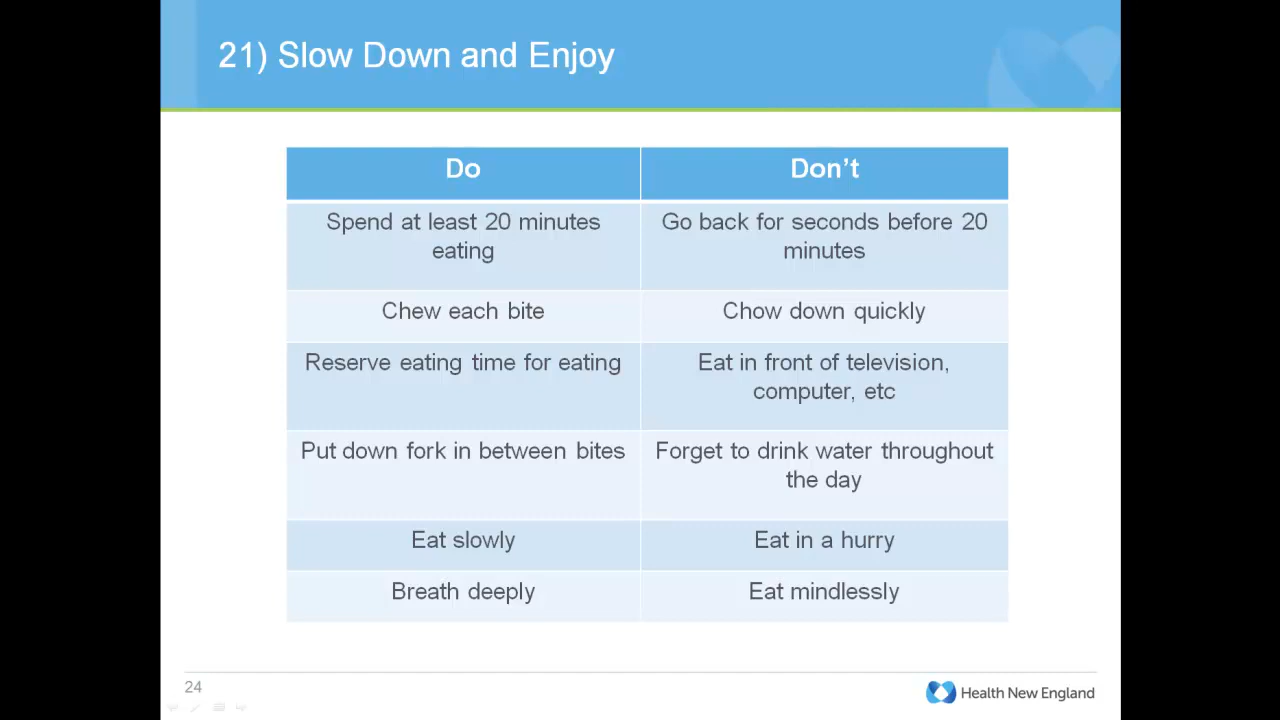 21) Slow Down and Enjoy
Do
Don't
Spend at least 20 minutes
eating
Go back for seconds before 20
minutes
Chew each bite
Chow down quickly
Reserve eating time for eating
Eat in front of television,
computer, etc
Put down fork in between bites
Forget to drink water throughout
the day
Eat slowly
Eat in a hurry
Breath deeply
Eat mindlessly
24
Health New England